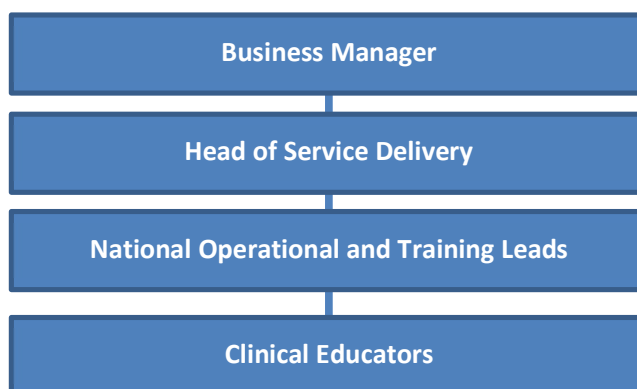 Business Manager
Head of Service Delivery
National Operational and Training Leads
Clinical Educators